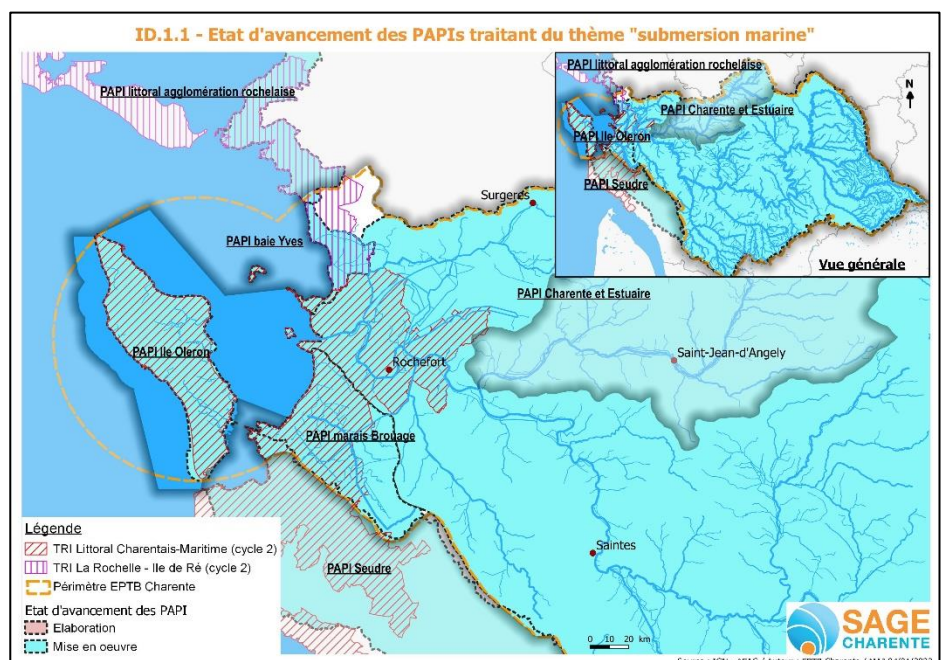 ID.1.1 - Etat d'avancement des PAPIs traitant du thème "submersion marine"
PAPI littoral agglomération rochelaise
PAPI littoral agglomération rochelaise
N
PAPI Charente et Estuaire
PAPI Ile Oleron
PAPI Seudre
Vue générale
Surgeres
PAPI baie Yves
PAPI Charente et Estuaire
PAPI Ile Oleron
Rochefort
Saint-Jean-d'Angely
PAPI marais Brouage
Saintes
PAPI Seudre
Légende
TRI Littoral Charentais-Maritime (cycle 2)
TRI La Rochelle - Ile de Ré (cycle 2)
Périmètre EPTB Charente
Etat d'avancement des PAPI
Elaboration
Mise en oeuvre
0 10 20 km
SAGE
CHARENTE